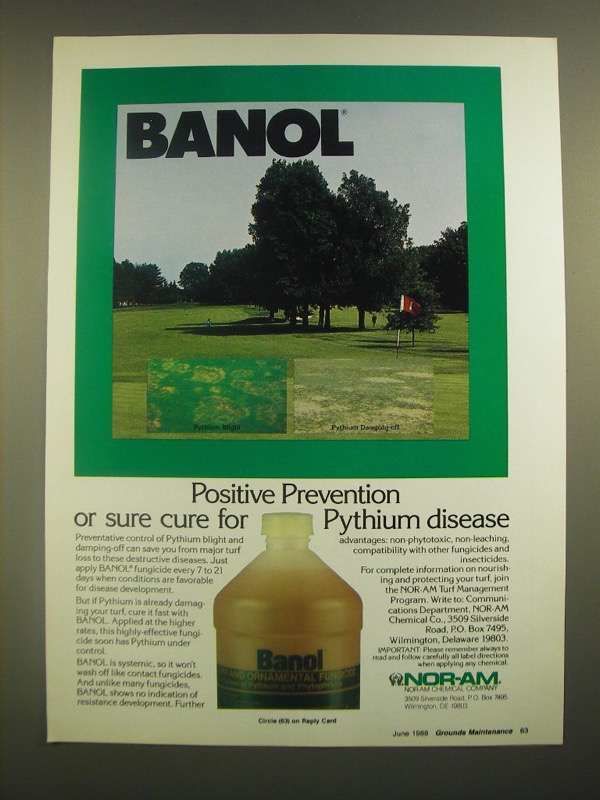 BANOL®
Pythium Blight
Pythium Damping-off
Positive Prevention
or sure cure for Pythium disease
Preventative control of Pythium blight and
damping-off can save you from major turf
loss to these destructive diseases. Just
apply BANOL® fungicide every 7 to 21
days when conditions are favorable
for disease development.
But if Pythium is already damag-
ing your turf, cure it fast with
BANOL. Applied at the higher
rates, this highly-effective fungi-
cide soon has Pythium under
control.
BANOL is systemic, so it won't
wash off like contact fungicides.
And unlike many fungicides,
BANOL shows no indication of
resistance development. Further
advantages: non-phytotoxic, non-leaching,
compatibility with other fungicides and
insecticides.
For complete information on nourish-
ing and protecting your turf, join
the NOR-AM Turf Management
Program. Write to: Communi-
cations Department, NOR-AM
Chemical Co., 3509 Silverside
Road, P.O. Box 7495,
Wilmington, Delaware 19803.
IMPORTANT: Please remember always to
read and follow carefully all label directions
when applying any chemical.
Banol
AND ORNAMENTAL FUNGICIDE
Pythium and Phytophthora
NOR-AM®
NOR-AM CHEMICAL COMPANY
3509 Silverside Road, P.O. Box 7495
Wilmington, DE 19803
Circle (63) on Reply Card
June 1988 Grounds Maintenance 63